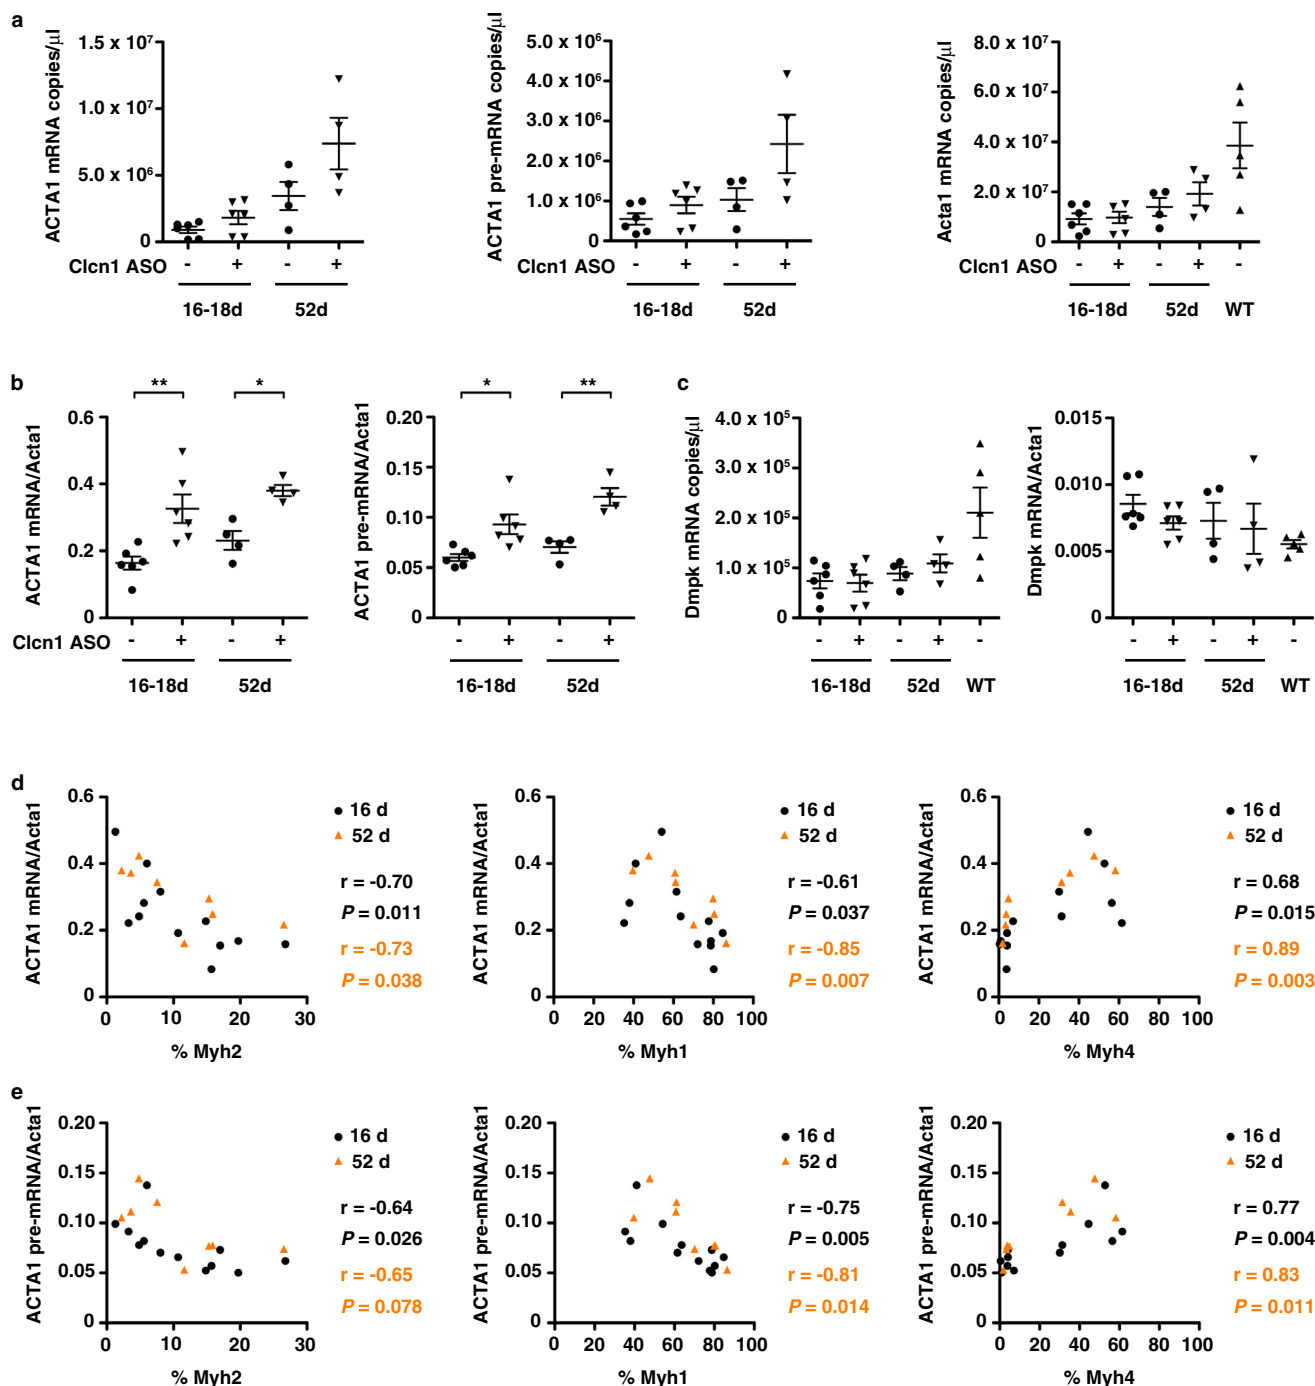 a
ACTA1 mRNA copies/µl
1.5 x 10⁷
1.0 x 10⁷
5.0 x 10⁶
0
Clcn1 ASO - + - +
16-18d 52d
ACTA1 pre-mRNA copies/µl
5.0 x 10⁶
4.0 x 10⁶
3.0 x 10⁶
2.0 x 10⁶
1.0 x 10⁶
0
- + - +
16-18d 52d
Acta1 mRNA copies/µl
8.0 x 10⁷
6.0 x 10⁷
4.0 x 10⁷
2.0 x 10⁷
0
Clcn1 ASO - + - + -
16-18d 52d WT
b
ACTA1 mRNA/Acta1
** *
0.6
0.4
0.2
0
Clcn1 ASO - + - +
16-18d 52d
ACTA1 pre-mRNA/Acta1
* **
0.20
0.15
0.10
0.05
0
- + - +
16-18d 52d
c
Dmpk mRNA copies/µl
4.0 x 10⁵
3.0 x 10⁵
2.0 x 10⁵
1.0 x 10⁵
0
- + - + -
16-18d 52d WT
Dmpk mRNA/Acta1
0.015
0.010
0.005
0
- + - + -
16-18d 52d WT
d
ACTA1 mRNA/Acta1
0.6
0.4
0.2
0
0 10 20 30
% Myh2
16 d
52 d
r = -0.70
P = 0.011
r = -0.73
P = 0.038
ACTA1 mRNA/Acta1
0.6
0.4
0.2
0
0 20 40 60 80 100
% Myh1
16 d
52 d
r = -0.61
P = 0.037
r = -0.85
P = 0.007
ACTA1 mRNA/Acta1
0.6
0.4
0.2
0
0 20 40 60 80 100
% Myh4
16 d
52 d
r = 0.68
P = 0.015
r = 0.89
P = 0.003
e
ACTA1 pre-mRNA/Acta1
0.20
0.15
0.10
0.05
0
0 10 20 30
% Myh2
16 d
52 d
r = -0.64
P = 0.026
r = -0.65
P = 0.078
ACTA1 pre-mRNA/Acta1
0.20
0.15
0.10
0.05
0
0 20 40 60 80 100
% Myh1
16 d
52 d
r = -0.75
P = 0.005
r = -0.81
P = 0.014
ACTA1 pre-mRNA/Acta1
0.20
0.15
0.10
0.05
0
0 20 40 60 80 100
% Myh4
16 d
52 d
r = 0.77
P = 0.004
r = 0.83
P = 0.011